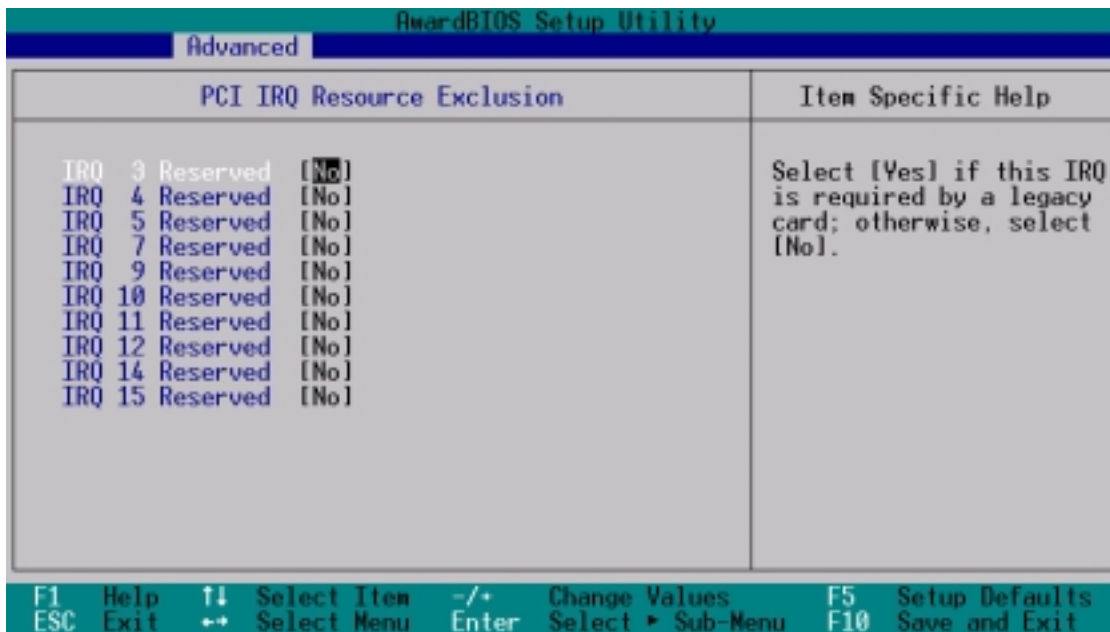 AwardBIOS Setup Utility
Advanced
PCI IRQ Resource Exclusion
Item Specific Help
IRQ 3 Reserved [No]
IRQ 4 Reserved [No]
IRQ 5 Reserved [No]
IRQ 7 Reserved [No]
IRQ 9 Reserved [No]
IRQ 10 Reserved [No]
IRQ 11 Reserved [No]
IRQ 12 Reserved [No]
IRQ 14 Reserved [No]
IRQ 15 Reserved [No]
Select [Yes] if this IRQ
is required by a legacy
card; otherwise, select
[No].
F1 Help ↑↓ Select Item -/+ Change Values F5 Setup Defaults
ESC Exit ←→ Select Menu Enter Select ► Sub-Menu F10 Save and Exit